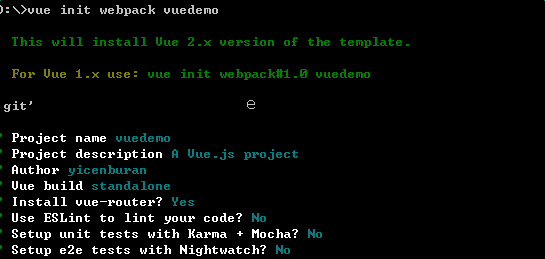 D:\>vue init webpack vuedemo
This will install Vue 2.x version of the template.
For Vue 1.x use: vue init webpack#1.0 vuedemo
git'
e
* Project name vuedemo
* Project description A Vue.js project
* Author yicenburan
* Vue build standalone
* Install vue-router? Yes
* Use ESLint to lint your code? No
* Setup unit tests with Karma + Mocha? No
* Setup e2e tests with Nightwatch? No